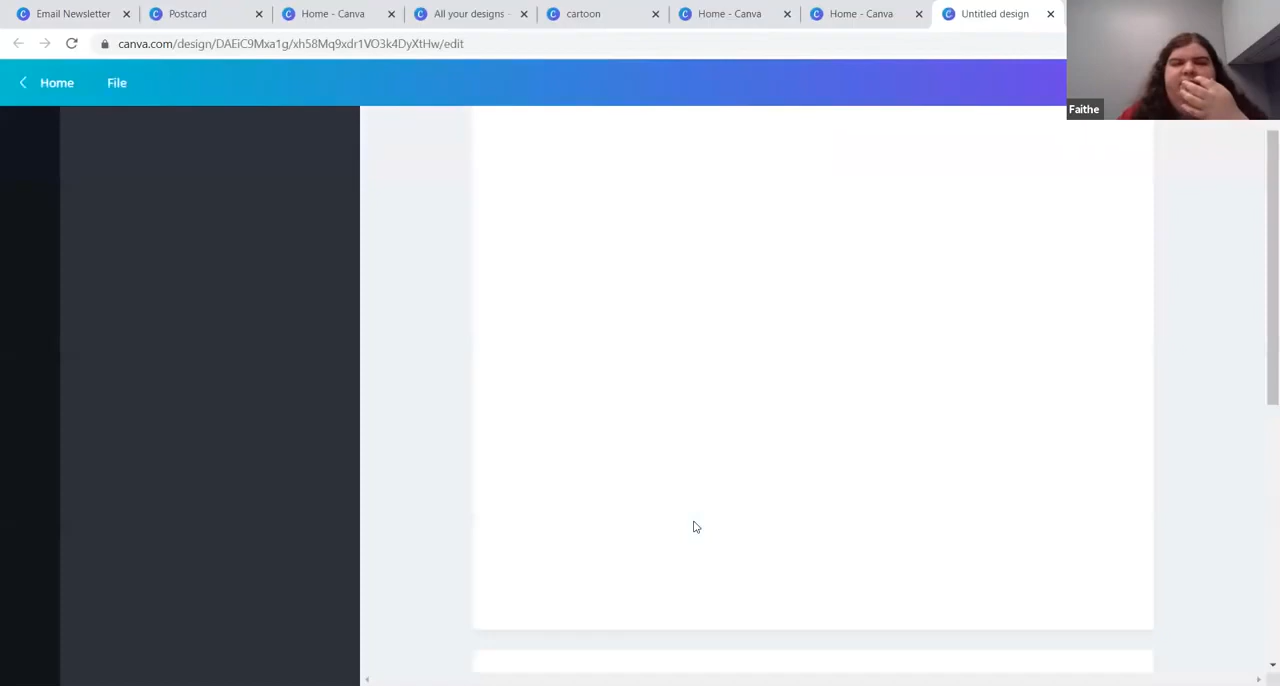 Email Newsletter Postcard Home - Canva All your designs - cartoon Home - Canva Home - Canva Untitled design
canva.com/design/DAEiC9Mxa1g/xh58Mq9xdr1VO3k4DyXtHw/edit
Home File
Faithe